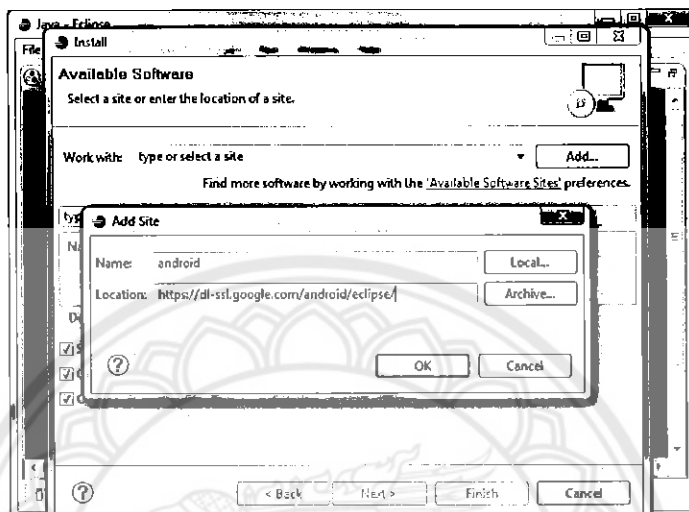 Java - Eclipse
Install
File
Available Software
Select a site or enter the location of a site.
Work with: type or select a site
Add...
Find more software by working with the 'Available Software Sites' preferences.
Add Site
Name: android
Local...
Location: https://dl-ssl.google.com/android/eclipse/
Archive...
OK
Cancel
< Back
Next >
Finish
Cancel